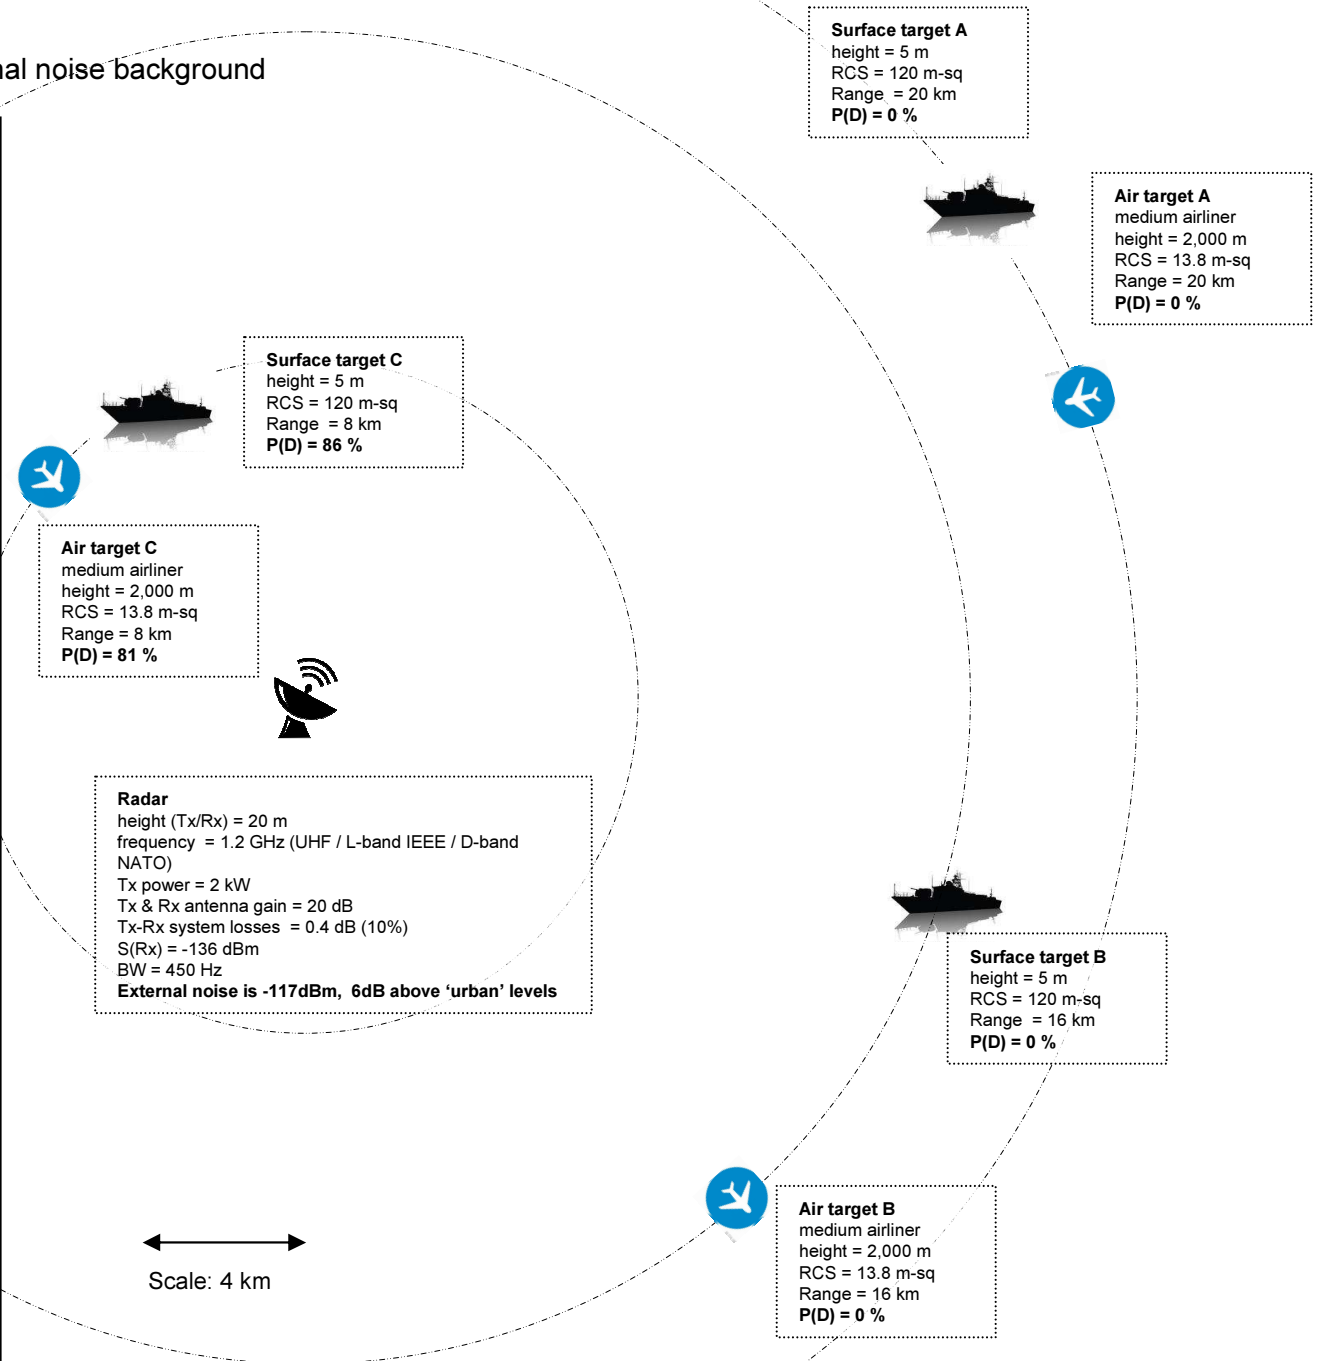 Surface target A
height = 5 m
RCS = 120 m-sq
Range = 20 km
P(D) = 0 %
noise background
Air target A
medium airliner
height = 2,000 m
RCS = 13.8 m-sq
Range = 20 km
P(D) = 0 %
Surface target C
height = 5 m
RCS = 120 m-sq
Range = 8 km
P(D) = 86 %
Air target C
medium airliner
height = 2,000 m
RCS = 13.8 m-sq
Range = 8 km
P(D) = 81 %
Radar
height (Tx/Rx) = 20 m
frequency = 1.2 GHz (UHF / L-band IEEE / D-band
NATO)
Tx power = 2 kW
Tx & Rx antenna gain = 20 dB
Tx-Rx system losses = 0.4 dB (10%)
S(Rx) = -136 dBm
BW = 450 Hz
External noise is -117dBm, 6dB above ‘urban’ levels
Surface target B
height = 5 m
RCS = 120 m-sq
Range = 16 km
P(D) = 0 %
Air target B
medium airliner
height = 2,000 m
RCS = 13.8 m-sq
Range = 16 km
P(D) = 0 %
Scale: 4 km